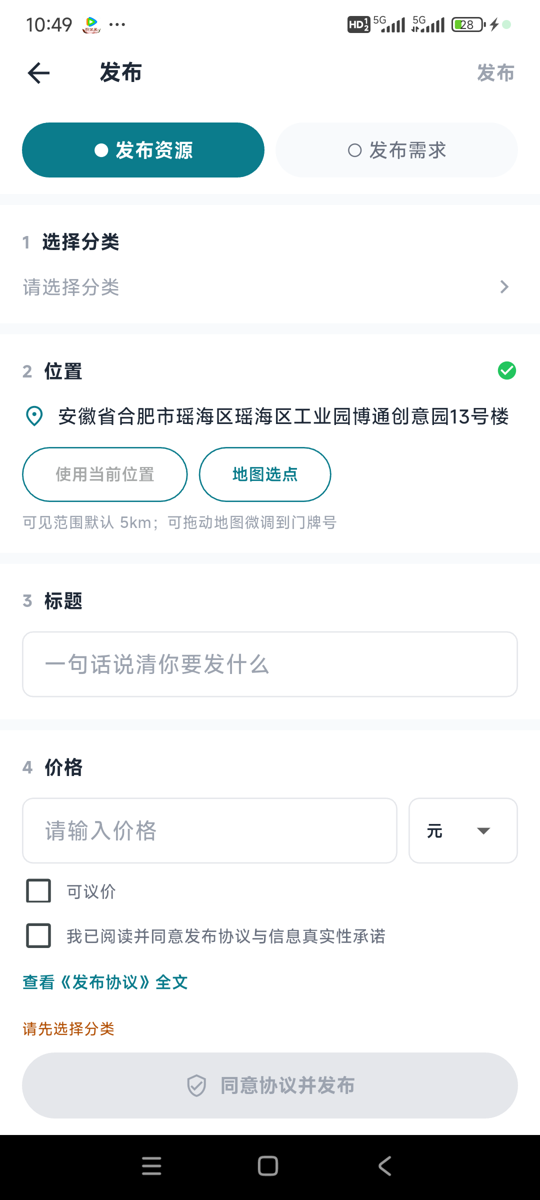 10:49 HD 1 2 5G 5G 28
发布 发布
发布资源 发布需求
1 选择分类
请选择分类
2 位置
安徽省合肥市瑶海区瑶海区工业园博通创意园13号楼
使用当前位置 地图选点
可见范围默认 5km；可拖动地图微调到门牌号
3 标题
一句话说清你要发什么
4 价格
请输入价格 元
可议价
我已阅读并同意发布协议与信息真实性承诺
查看《发布协议》全文
请先选择分类
同意协议并发布